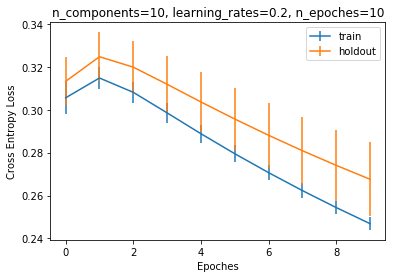 n_components=10, learning_rates=0.2, n_epoches=10
0.34
0.32
0.30
0.28
0.26
0.24
Cross Entropy Loss
train
holdout
0 2 4 6 8
Epoches